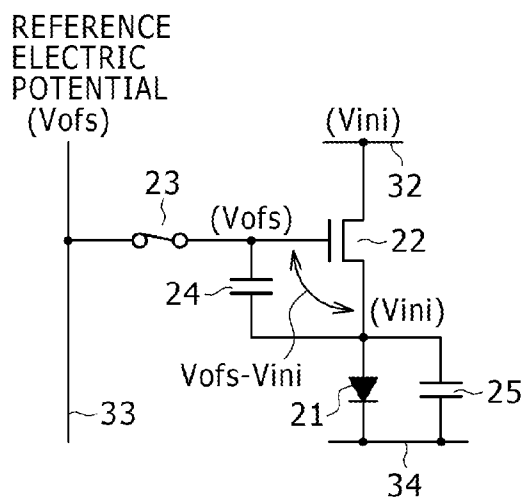 REFERENCE
ELECTRIC
POTENTIAL
(Vofs)
(Vini)
23
32
(Vofs)
22
24
(Vini)
Vofs-Vini
21
25
33
34